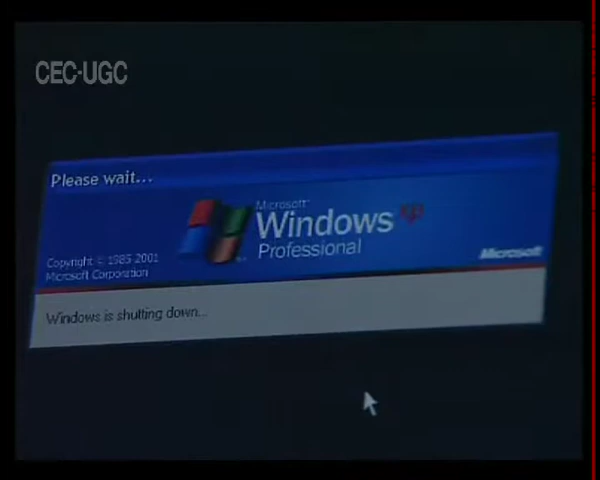 CEC-UGC
Please wait...
Microsoft
Windows xp
Professional
Copyright © 1985-2001
Microsoft Corporation
Microsoft
Windows is shutting down...